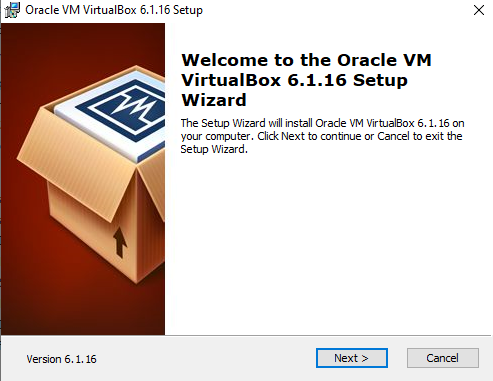 Oracle VM VirtualBox 6.1.16 Setup
Welcome to the Oracle VM
VirtualBox 6.1.16 Setup
Wizard
The Setup Wizard will install Oracle VM VirtualBox 6.1.16 on
your computer. Click Next to continue or Cancel to exit the
Setup Wizard.
VM
Version 6.1.16
Next >
Cancel